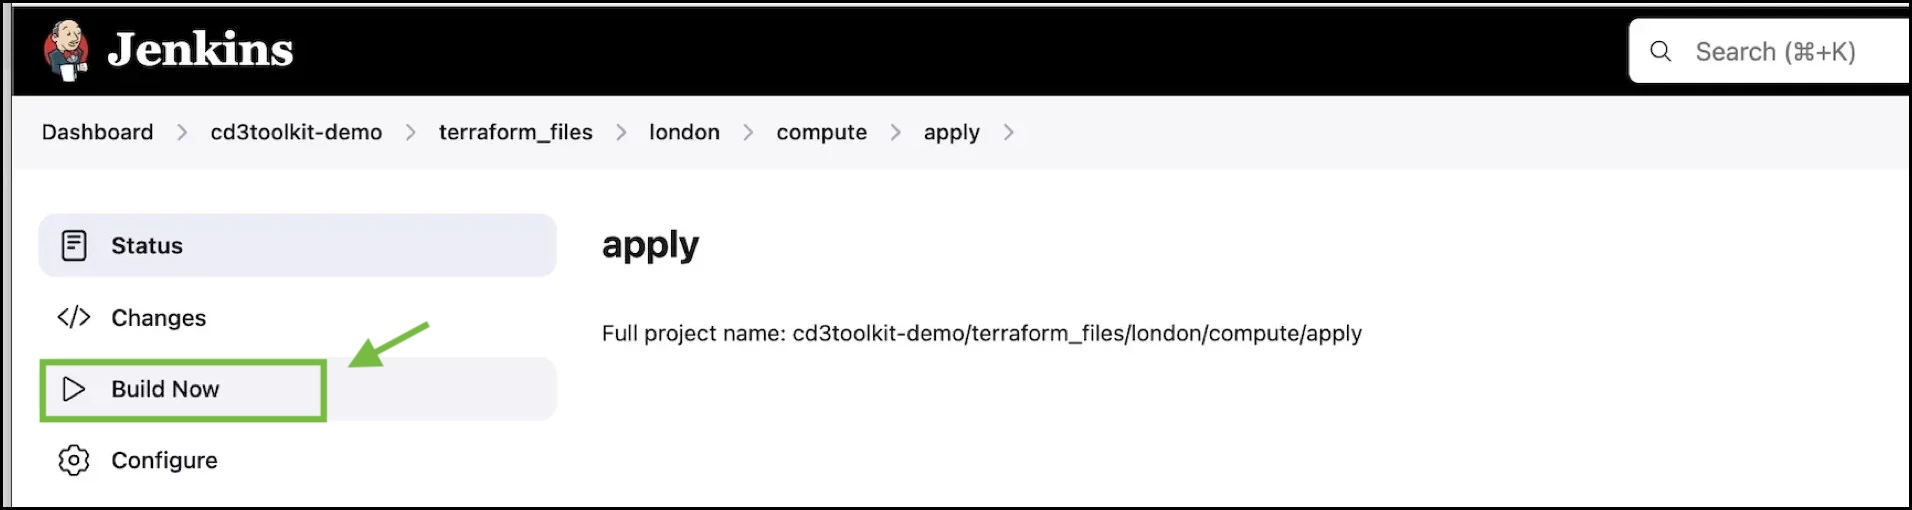 Jenkins
Search (⌘+K)
Dashboard > cd3toolkit-demo > terraform_files > london > compute > apply >
Status
apply
Changes
Full project name: cd3toolkit-demo/terraform_files/london/compute/apply
Build Now
Configure